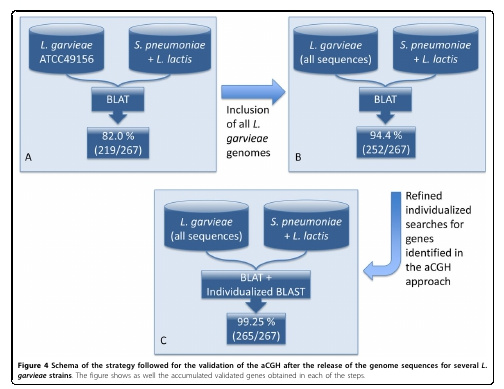 L. garvieae
ATCC49156
S. pneumoniae
+ L. lactis
BLAT
82.0 %
(219/267)
A
Inclusion
of all L.
garvieae
genomes
L. garvieae
(all sequences)
S. pneumoniae
+ L. lactis
BLAT
94.4 %
(252/267)
B
Refined
individualized
searches for
genes
identified in
the aCGH
approach
L. garvieae
(all sequences)
S. pneumoniae
+ L. lactis
BLAT +
Individualized BLAST
99.25 %
(265/267)
C
Figure 4 Schema of the strategy followed for the validation of the aCGH after the release of the genome sequences for several L.
garvieae strains. The figure shows as well the accumulated validated genes obtained in each of the steps.